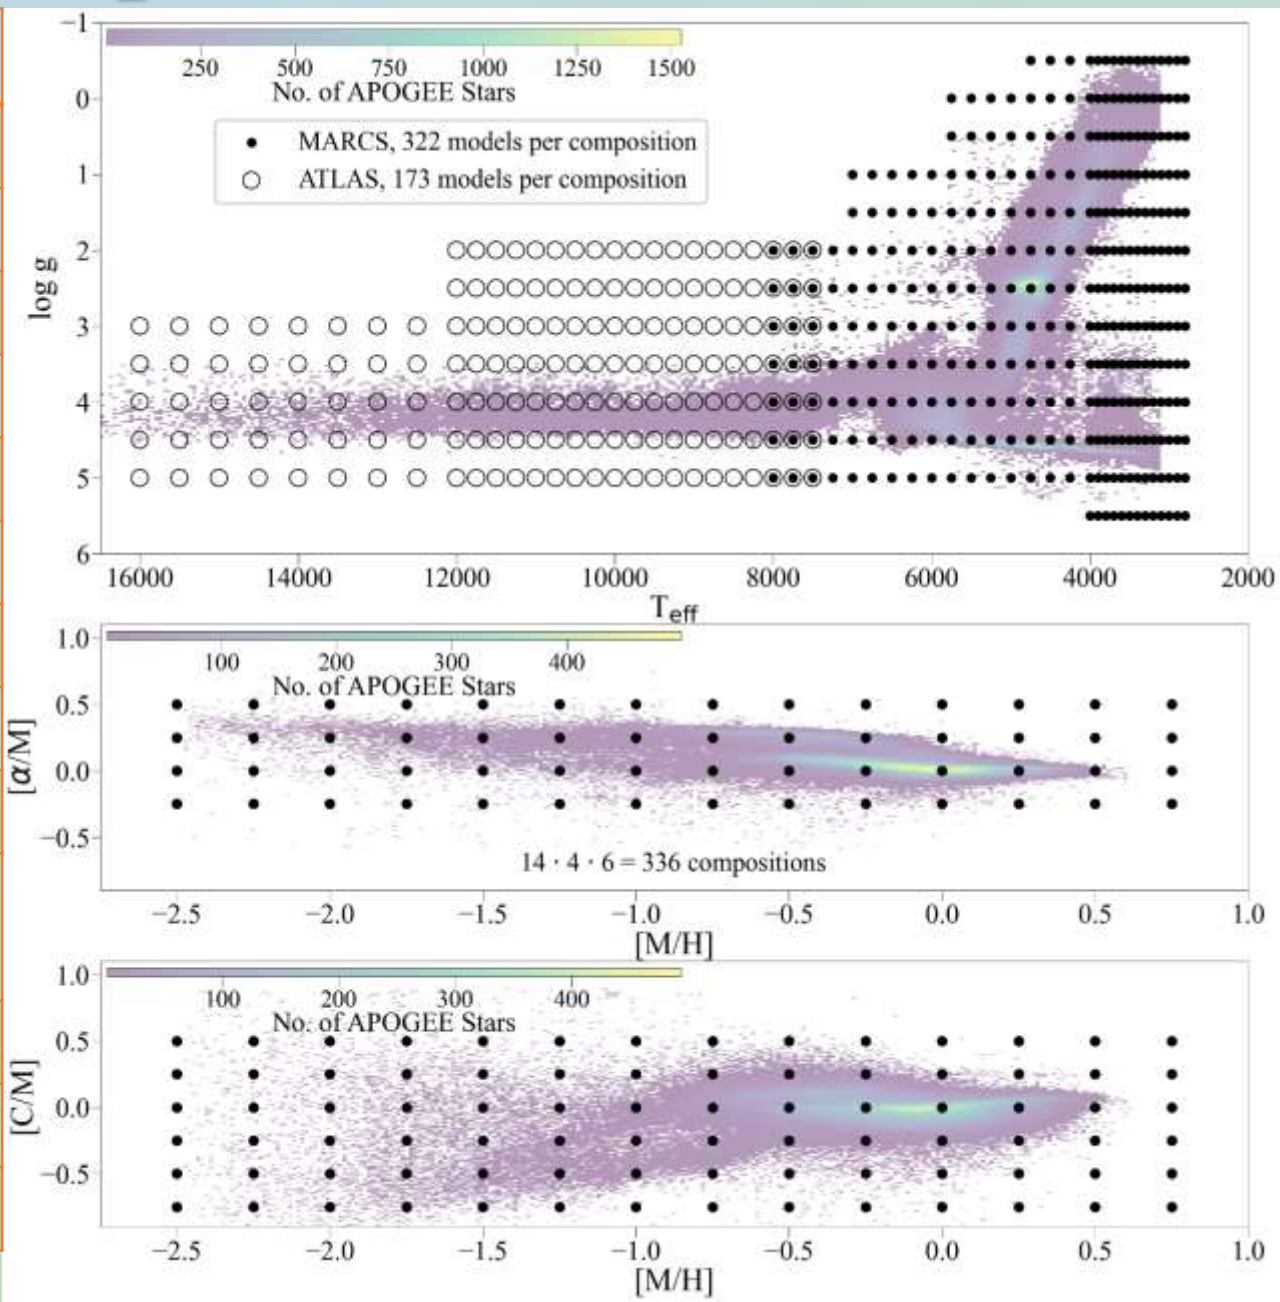 −1
250 500 750 1000 1250 1500
No. of APOGEE Stars
0
MARCS, 322 models per composition
1
ATLAS, 173 models per composition
2
log g
3
4
5
6
16000 14000 12000 10000 8000 6000 4000 2000
Teff
1.0
100 200 300 400
No. of APOGEE Stars
0.5
[α/M]
0.0
−0.5
14 · 4 · 6 = 336 compositions
−2.5 −2.0 −1.5 −1.0 −0.5 0.0 0.5 1.0
[M/H]
1.0
100 200 300 400
No. of APOGEE Stars
0.5
[C/M]
0.0
−0.5
−2.5 −2.0 −1.5 −1.0 −0.5 0.0 0.5 1.0
[M/H]